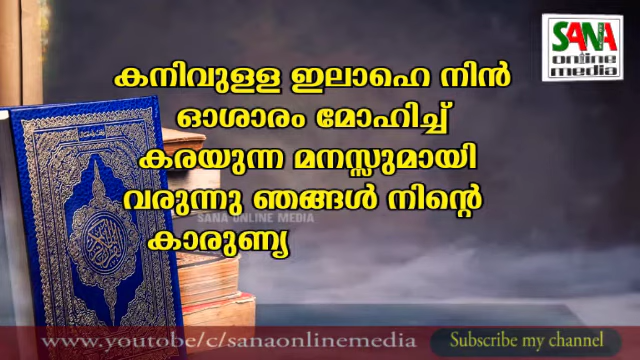 SANA
online
media
കനിവുളള ഇലാഹെ നിൻ
ഓശാരം മോഹിച്ച്
കരയുന്ന മനസ്സുമായി
വരുന്നു ഞങ്ങൾ നിന്റെ
SANA ONLINE MEDIA
കാരുണ്യ
www.youtobe/c/sanaonlinemedia
Subscribe my channel